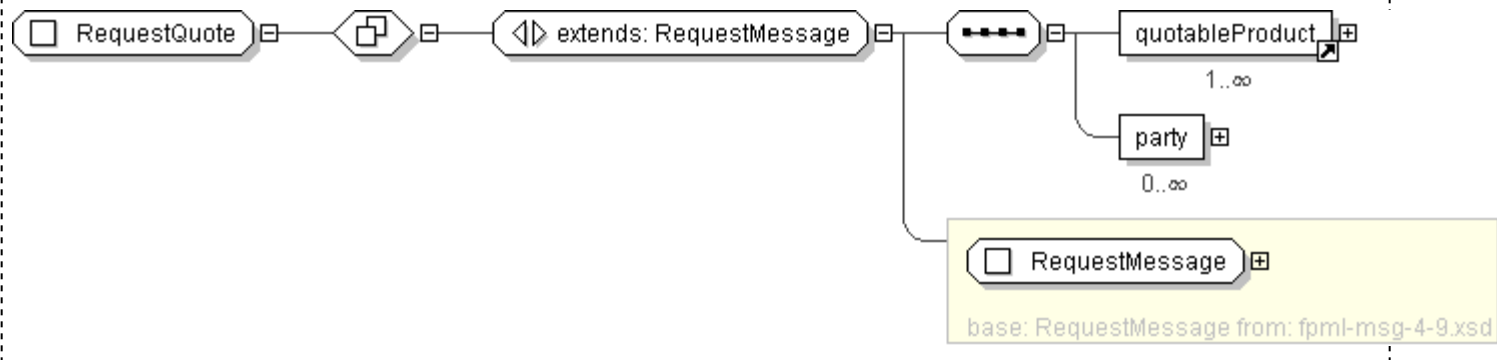 RequestQuote
extends: RequestMessage
quotableProduct
1..∞
party
0..∞
RequestMessage
base: RequestMessage from: fpml-msg-4-9.xsd